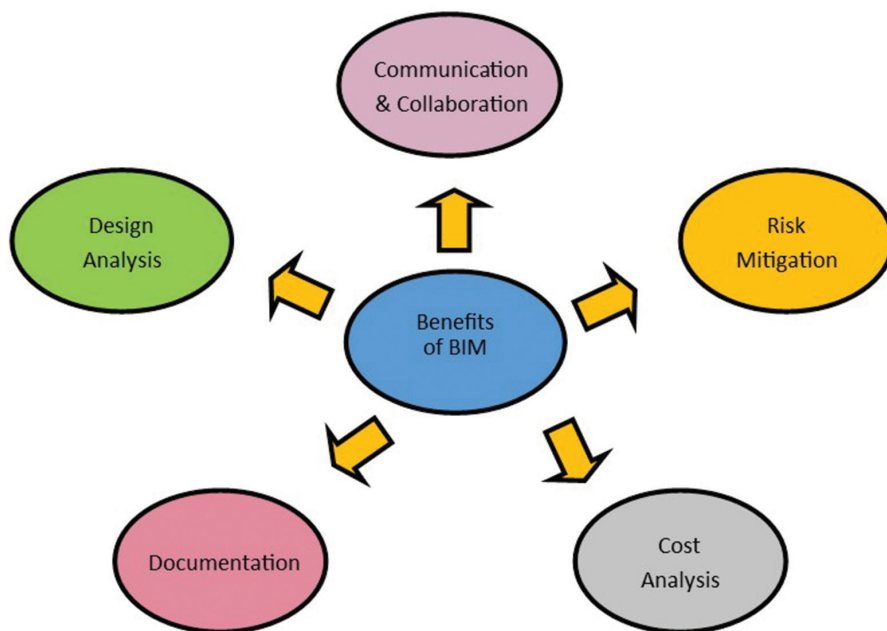 Communication
& Collaboration
Design
Analysis
Risk
Mitigation
Benefits
of BIM
Documentation
Cost
Analysis